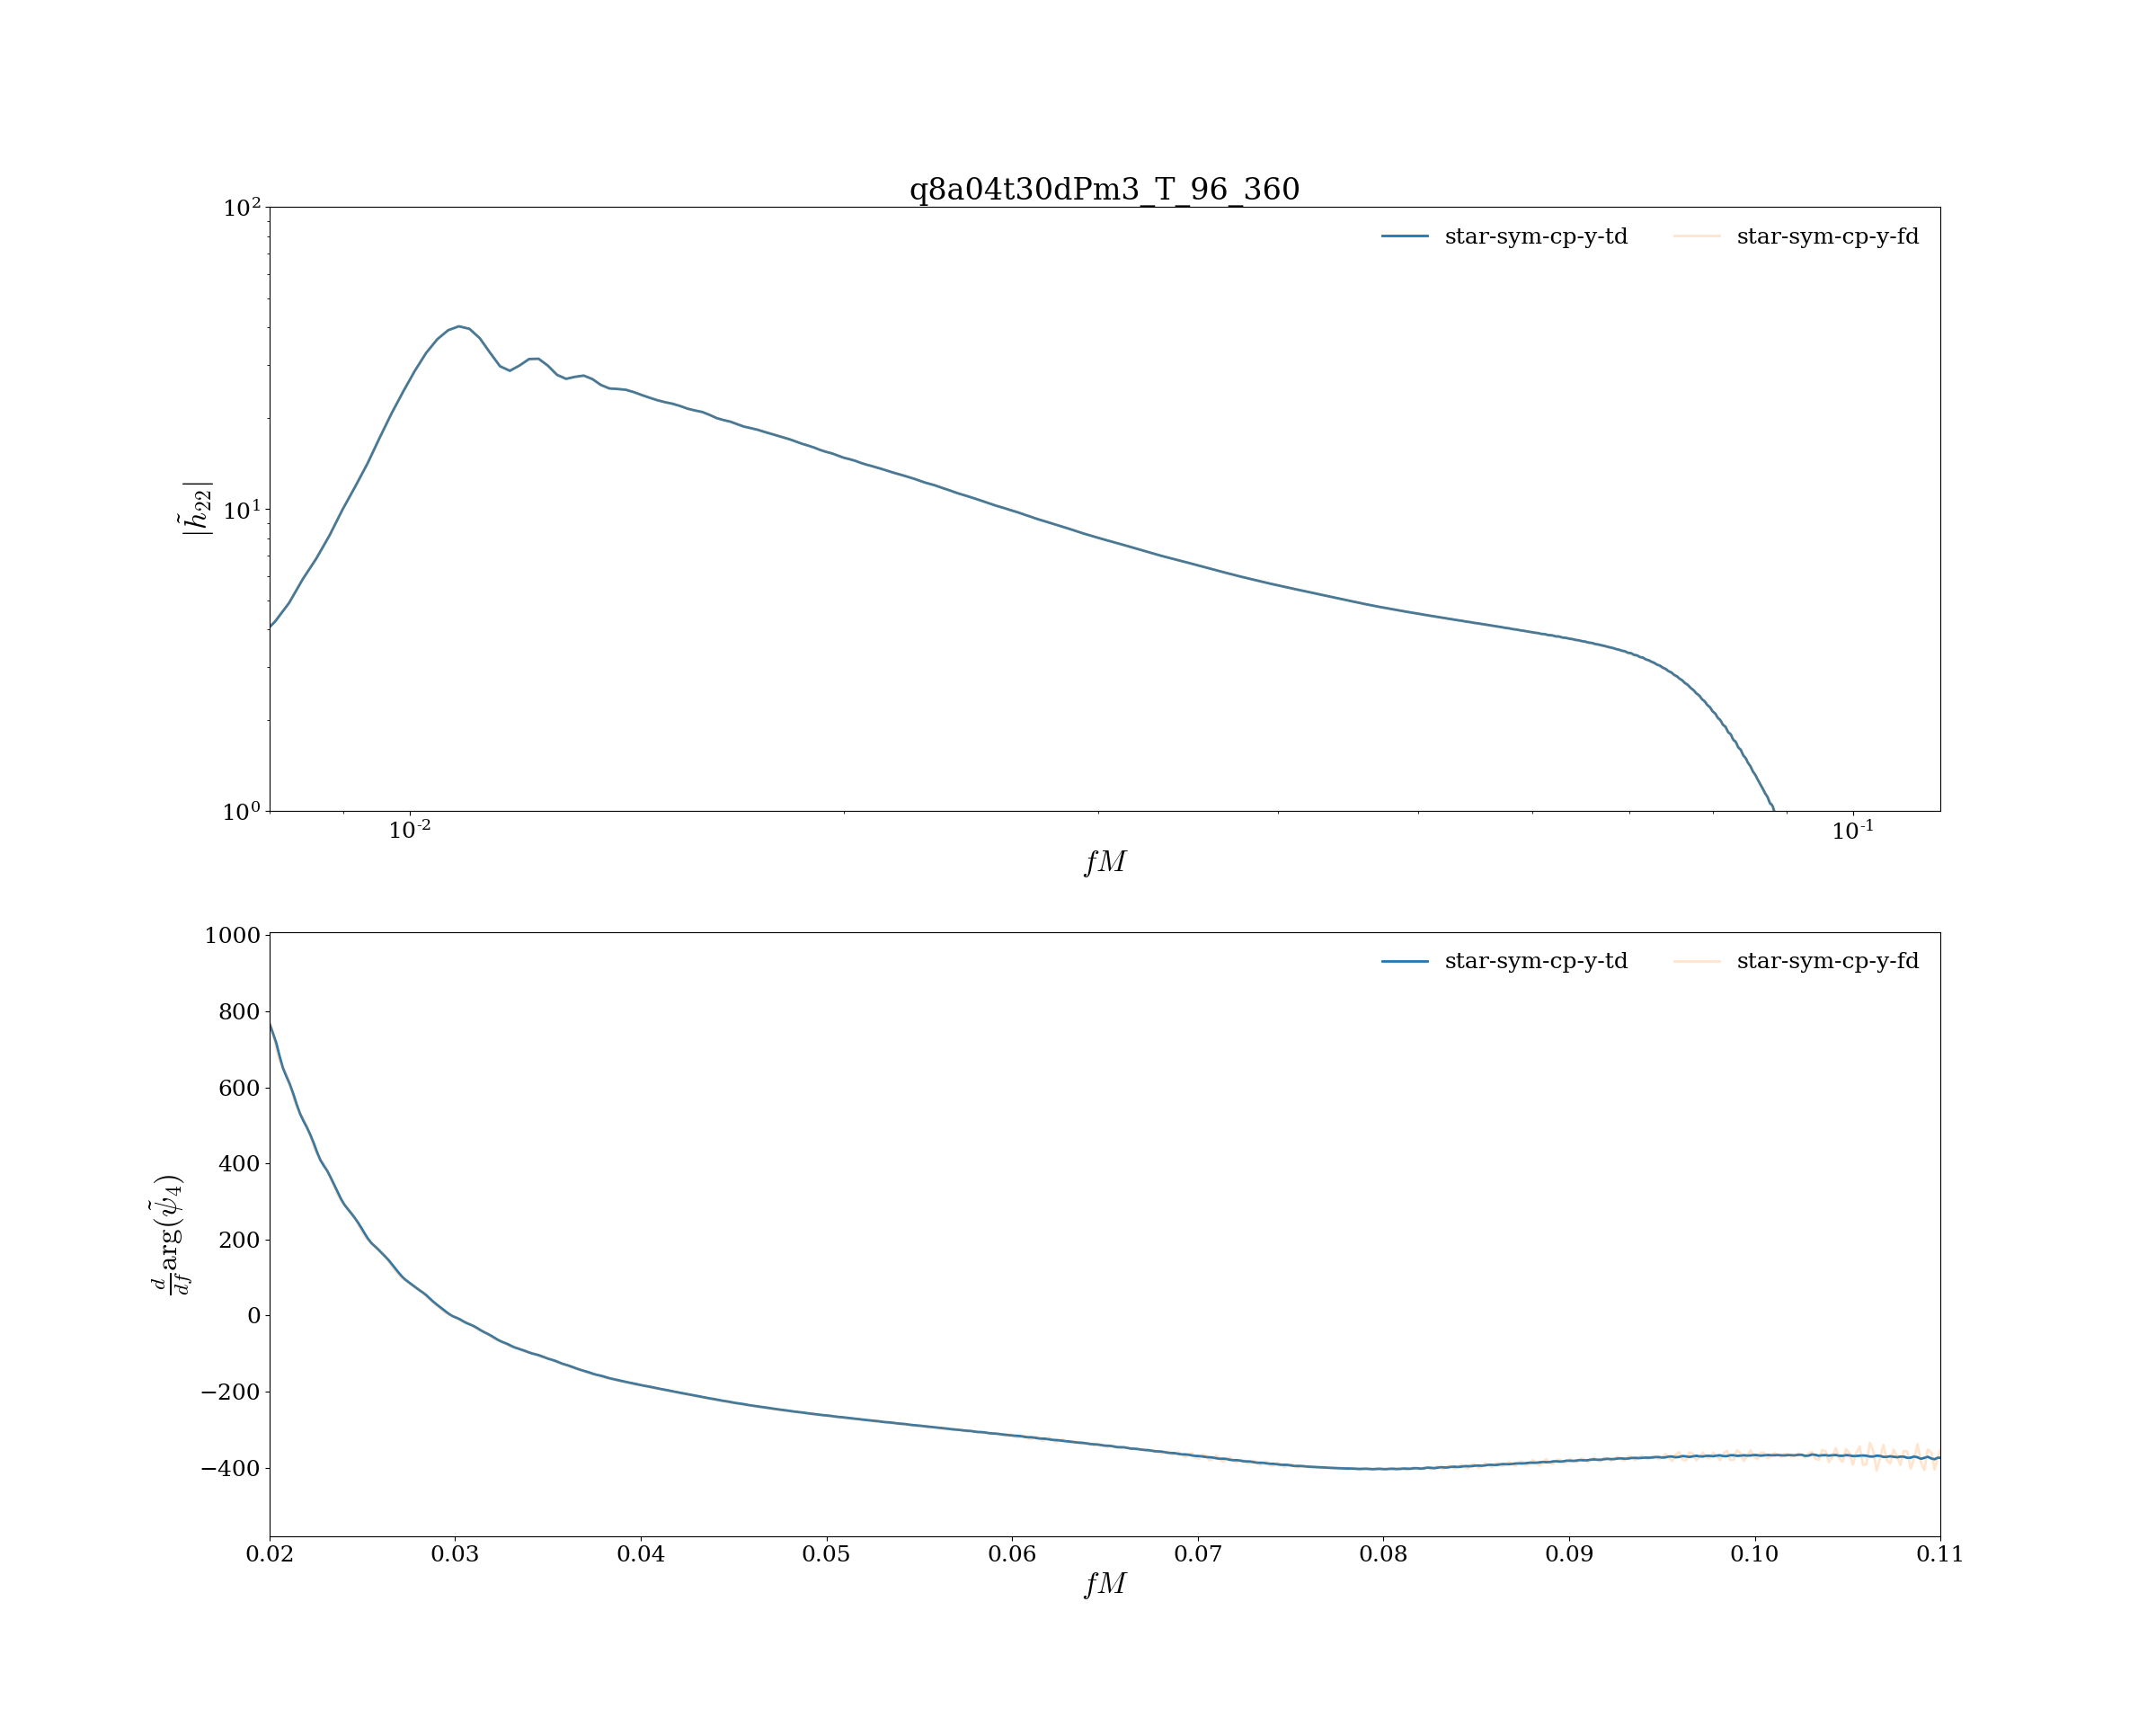 q8a04t30dPm3_T_96_360
10² 
star-sym-cp-y-td star-sym-cp-y-fd
|h̃₂₂|
10¹
10⁰
10⁻² 10⁻¹
fM
1000
star-sym-cp-y-td star-sym-cp-y-fd
800
600
400
200
d/df arg(ψ̃₄)
0
−200
−400
0.02 0.03 0.04 0.05 0.06 0.07 0.08 0.09 0.10 0.11
fM